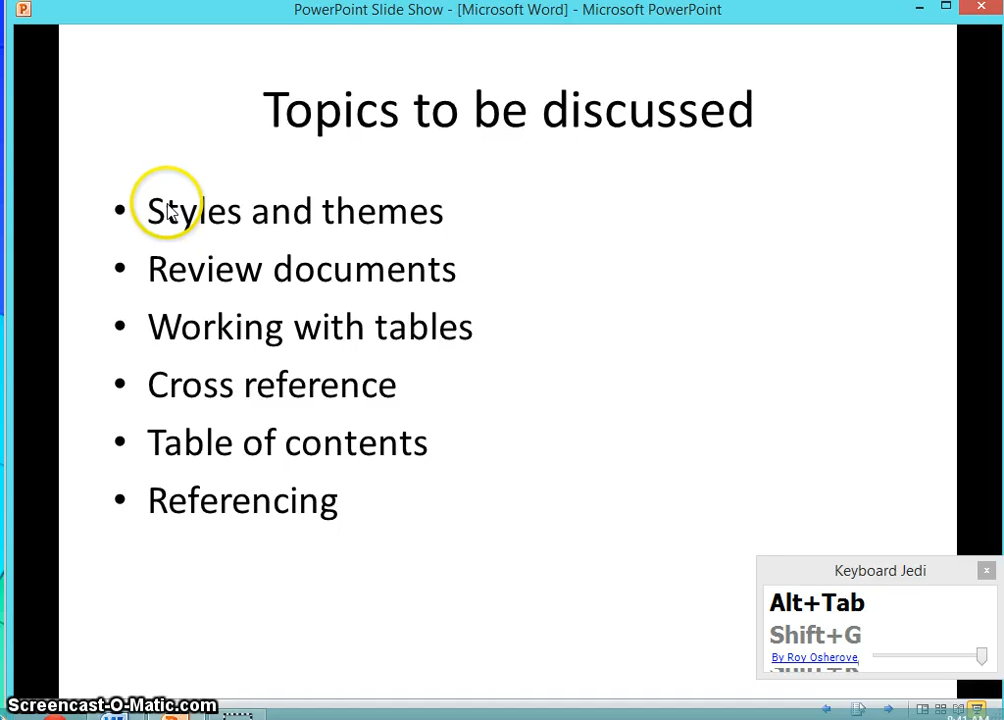 PowerPoint Slide Show - [Microsoft Word] - Microsoft PowerPoint
Topics to be discussed
• Styles and themes
• Review documents
• Working with tables
• Cross reference
• Table of contents
• Referencing
Keyboard Jedi
Alt+Tab
Shift+G
By Roy Osherove
Screencast-O-Matic.com